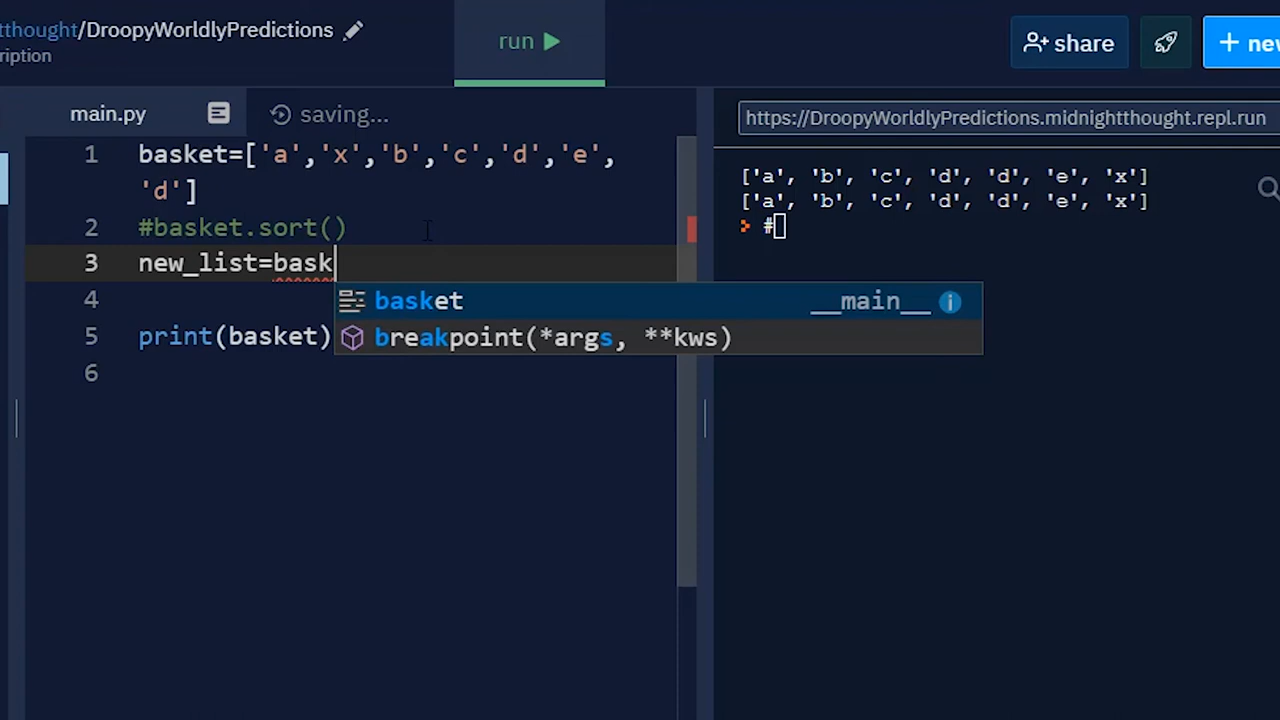 tthought/DroopyWorldlyPredictions
ription
run
share
+ new
main.py
saving...
https://DroopyWorldlyPredictions.midnightthought.repl.run
1 basket=['a','x','b','c','d','e',
'd']
2 #basket.sort()
3 new_list=bask
basket __main__ i
4
breakpoint(*args, **kws)
5 print(basket)
6
['a', 'b', 'c', 'd', 'd', 'e', 'x']
['a', 'b', 'c', 'd', 'd', 'e', 'x']
> #